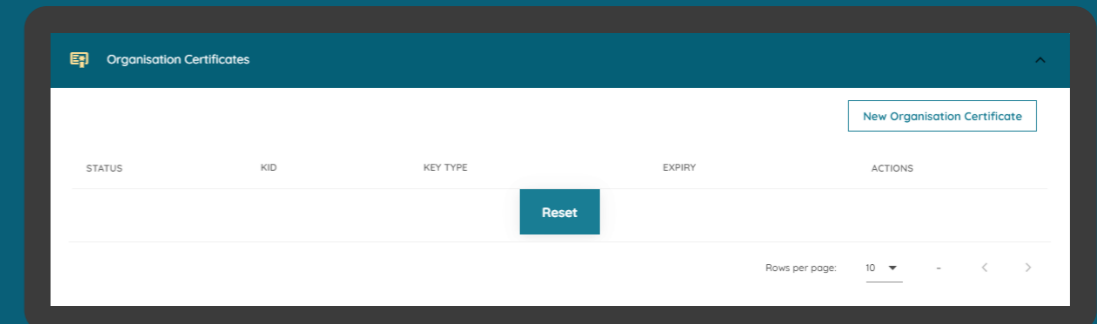 Organisation Certificates
New Organisation Certificate
STATUS KID KEY TYPE EXPIRY ACTIONS
Reset
Rows per page: 10 -